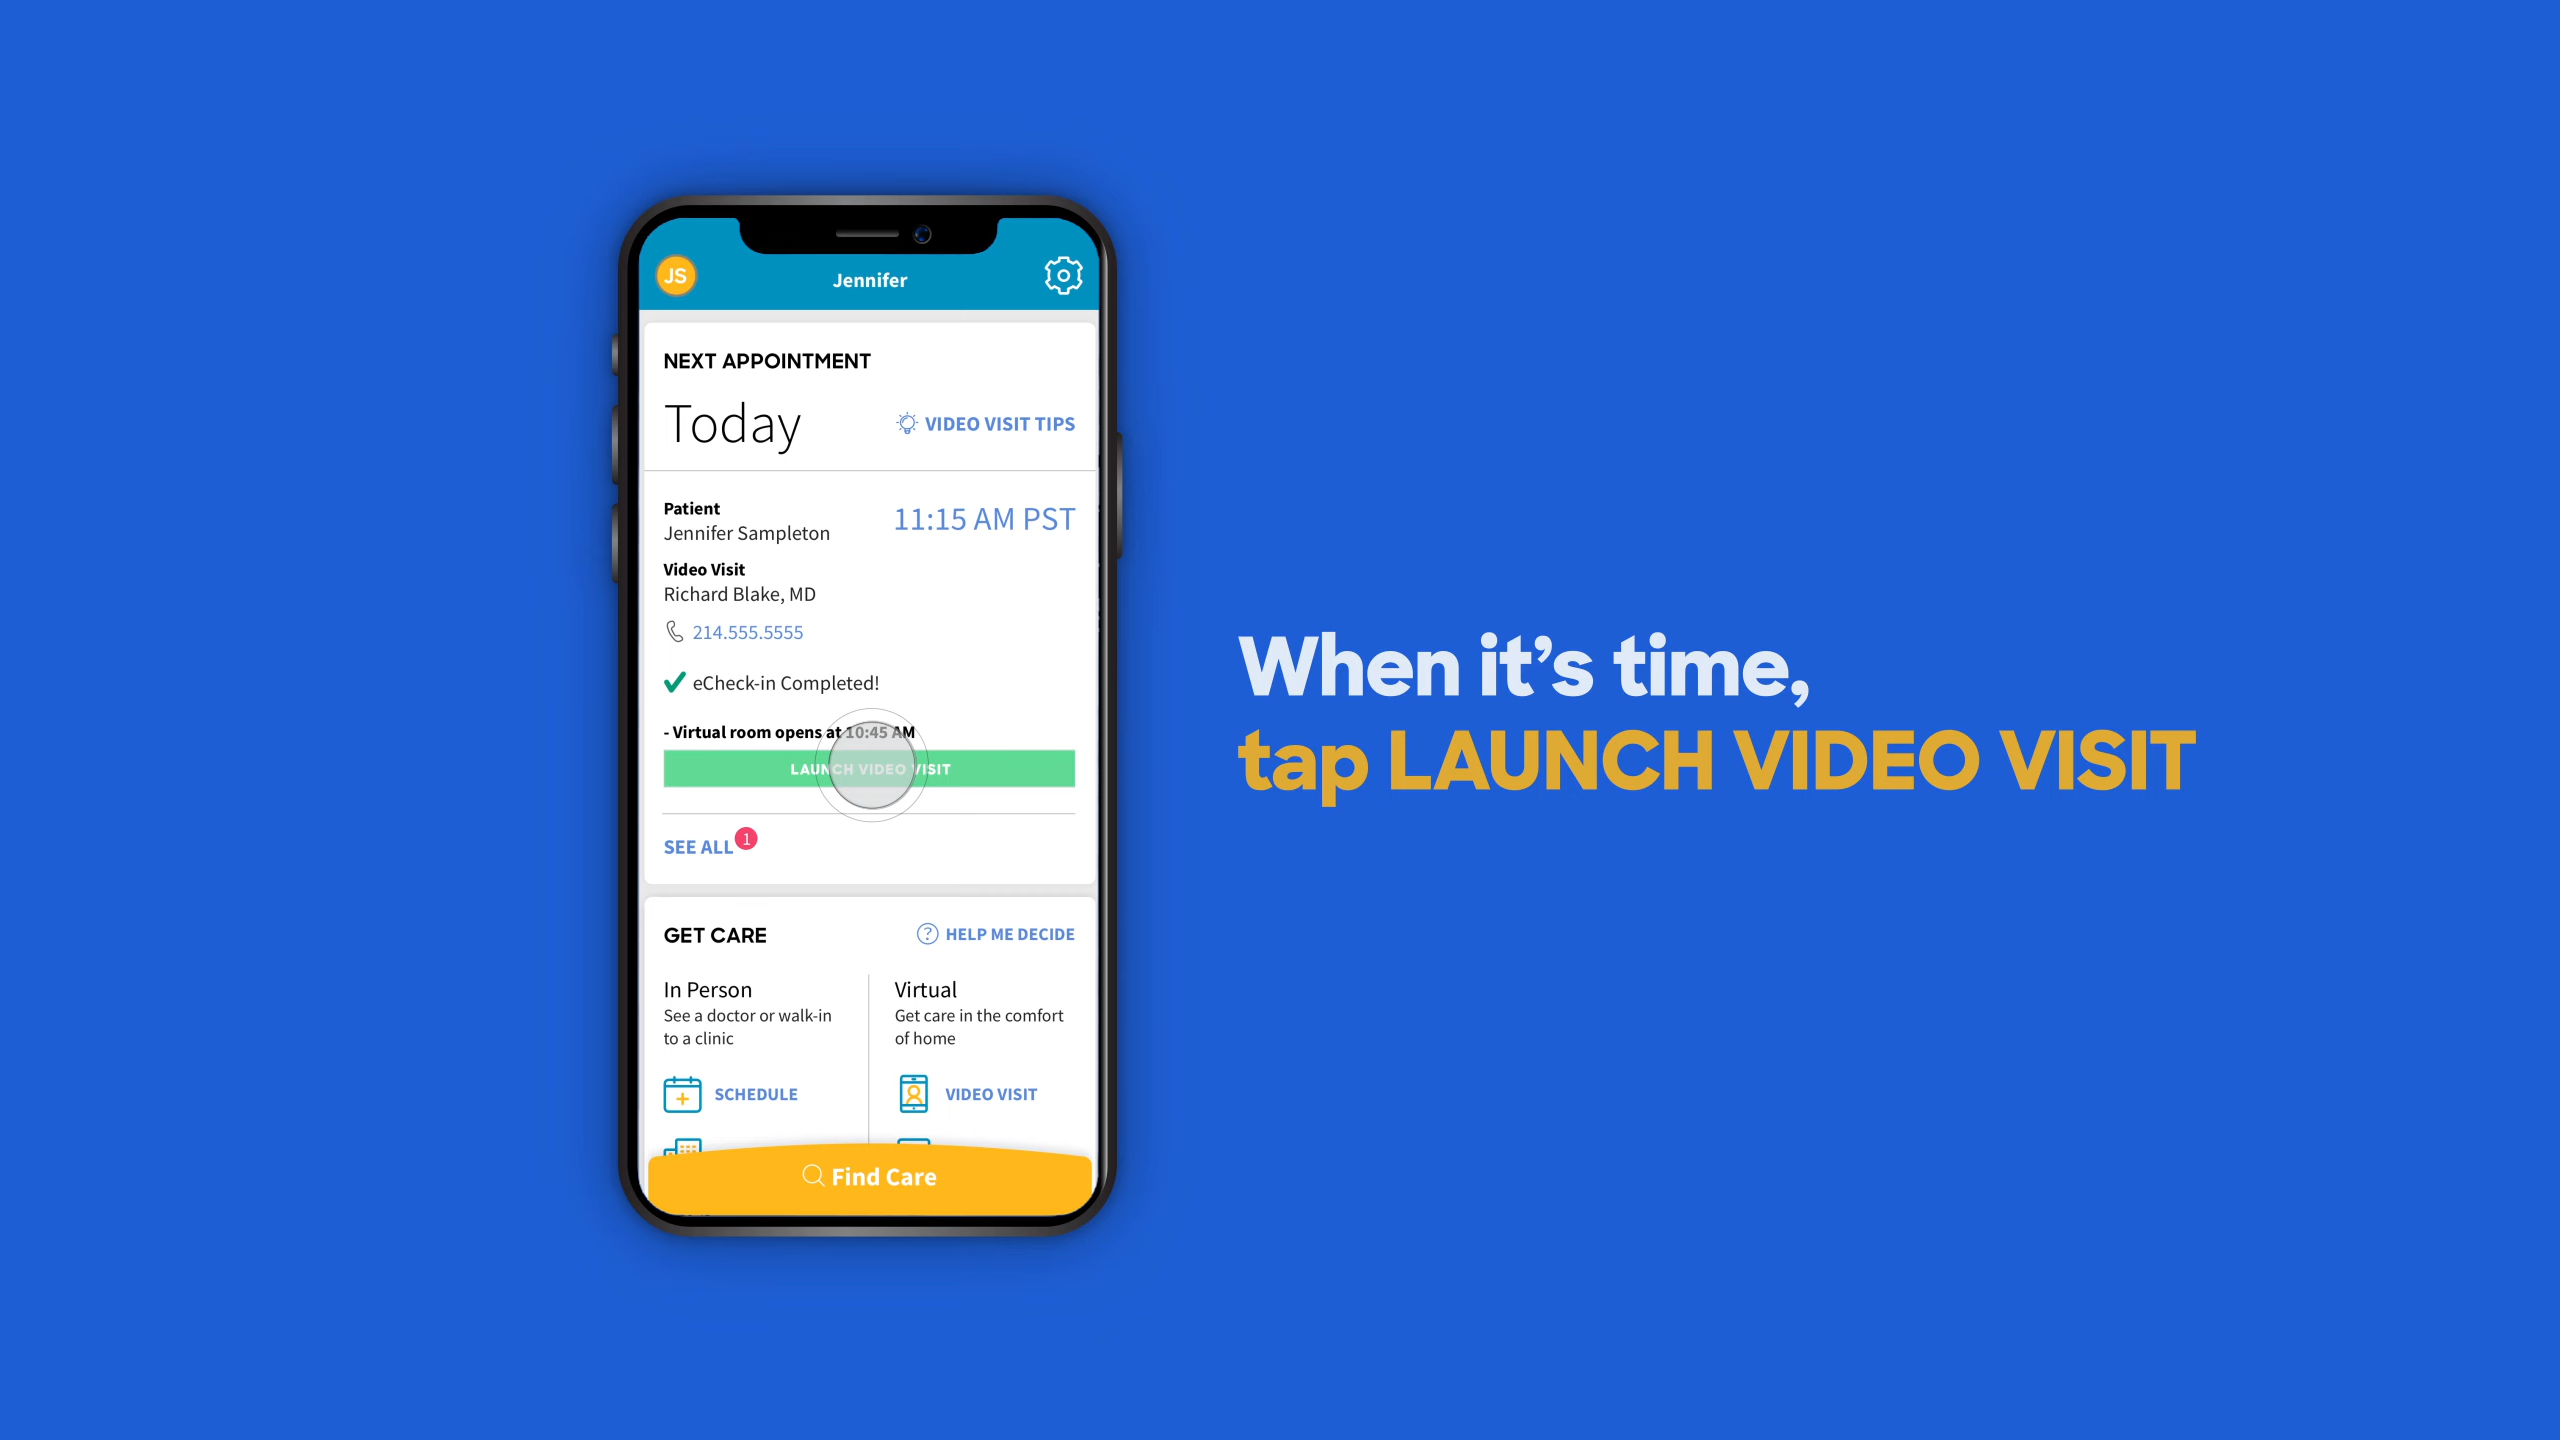 JS
Jennifer
NEXT APPOINTMENT
Today
VIDEO VISIT TIPS
Patient
Jennifer Sampleton
11:15 AM PST
Video Visit
Richard Blake, MD
214.555.5555
eCheck-in Completed!
- Virtual room opens at 10:45 AM
LAUNCH VIDEO VISIT
SEE ALL 1
GET CARE
HELP ME DECIDE
In Person
See a doctor or walk-in
to a clinic
SCHEDULE
Virtual
Get care in the comfort
of home
VIDEO VISIT
Find Care
When it’s time,
tap LAUNCH VIDEO VISIT